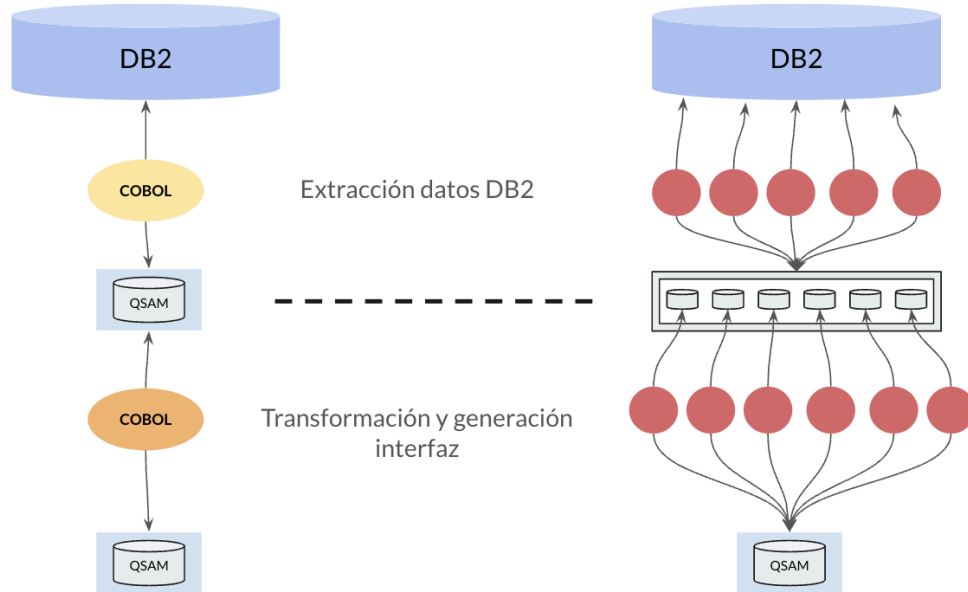 DB2
DB2
COBOL
Extracción datos DB2
QSAM
COBOL
Transformación y generación
interfaz
QSAM
QSAM